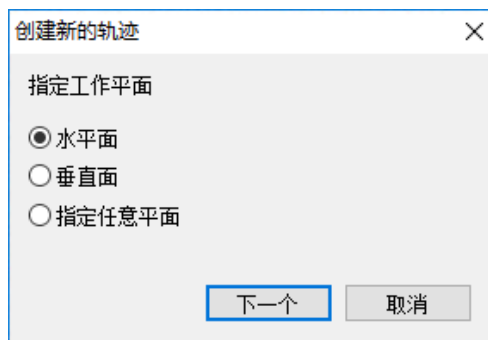 创建新的轨迹
指定工作平面
水平面
垂直面
指定任意平面
下一个 取消